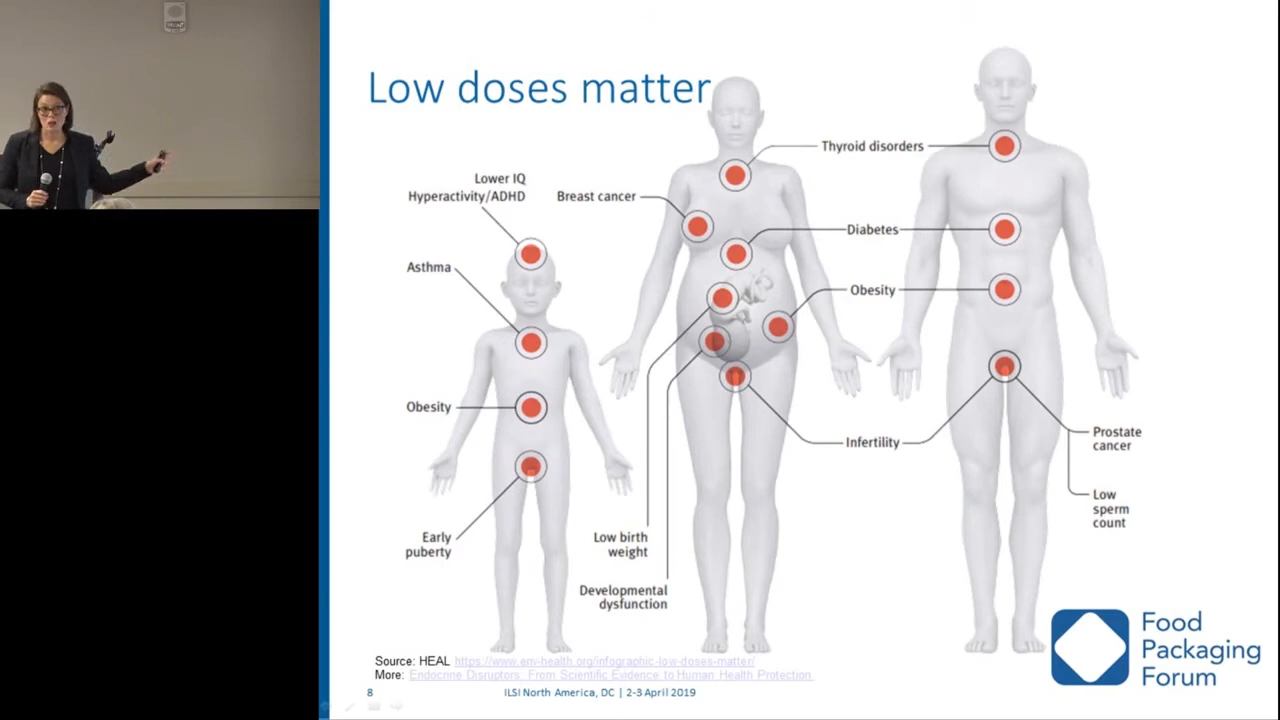 Low doses matter
Lower IQ
Hyperactivity/ADHD
Asthma
Obesity
Early
puberty
Breast cancer
Low birth
weight
Developmental
dysfunction
Thyroid disorders
Diabetes
Obesity
Infertility
Prostate
cancer
Low
sperm
count
Source: HEAL https://www.env-health.org/infographic-low-doses-matter/
More: Endocrine Disruptors: From Scientific Evidence to Human Health Protection
8 ILSI North America, DC | 2-3 April 2019
Food
Packaging
Forum